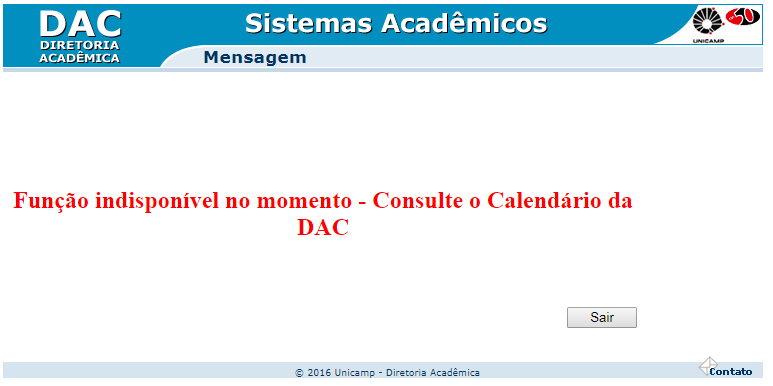 DAC
DIRETORIA
ACADÊMICA
Sistemas Acadêmicos
UNICAMP
50
Mensagem
Função indisponível no momento - Consulte o Calendário da
DAC
Sair
© 2016 Unicamp - Diretoria Acadêmica
Contato